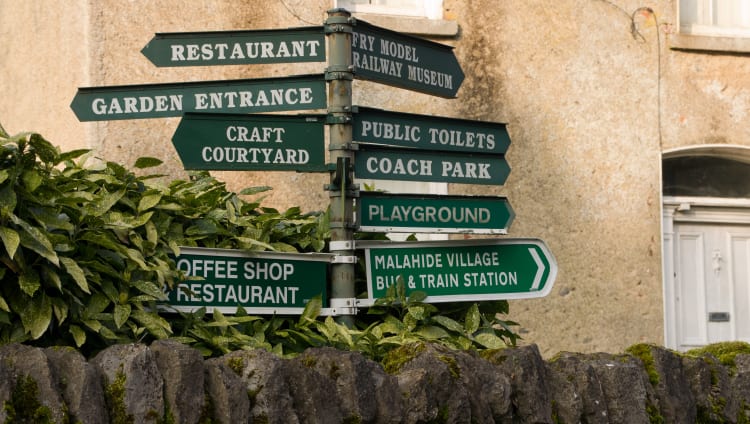 RESTAURANT
GARDEN ENTRANCE
CRAFT
COURTYARD
OFFEE SHOP
& RESTAURANT
FRY MODEL
RAILWAY MUSEUM
PUBLIC TOILETS
COACH PARK
PLAYGROUND
MALAHIDE VILLAGE
BUS & TRAIN STATION